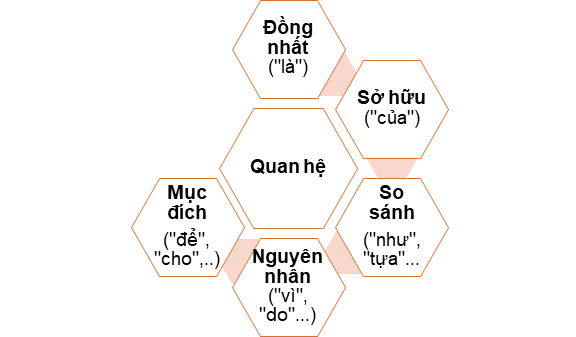 Đồng
nhất
("là")
Sở hữu
("của")
Quan hệ
Mục
đích
("để",
"cho",..)
So
sánh
("như",
"tựa"...
Nguyên
nhân
("vì",
"do"...)